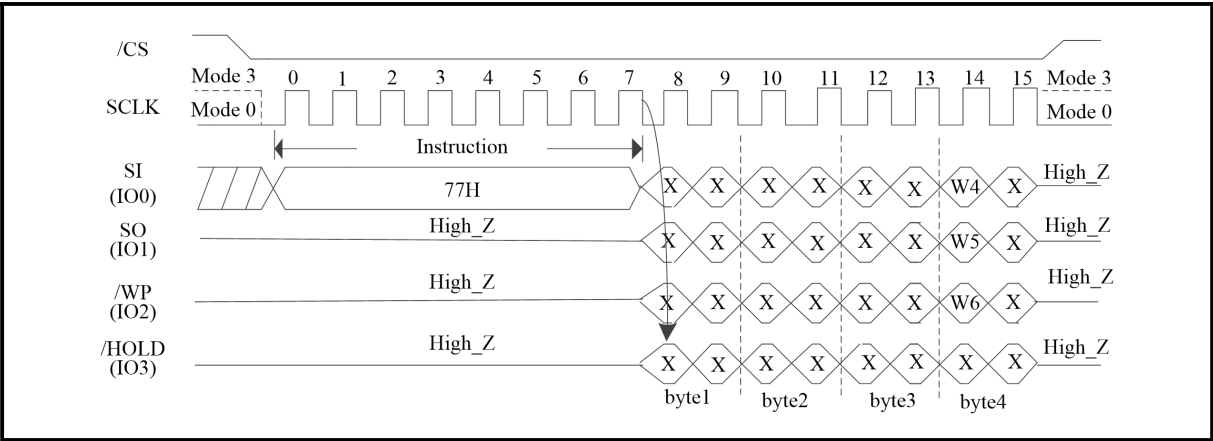 /CS
Mode 3 0 1 2 3 4 5 6 7 8 9 10 11 12 13 14 15 Mode 3
SCLK Mode 0 Mode 0
Instruction
SI
(IO0)
77H X X X X X X W4 X High_Z
SO
(IO1)
High_Z X X X X X X W5 X High_Z
/WP
(IO2)
High_Z X X X X X X W6 X High_Z
/HOLD
(IO3)
High_Z X X X X X X X X High_Z
byte1 byte2 byte3 byte4